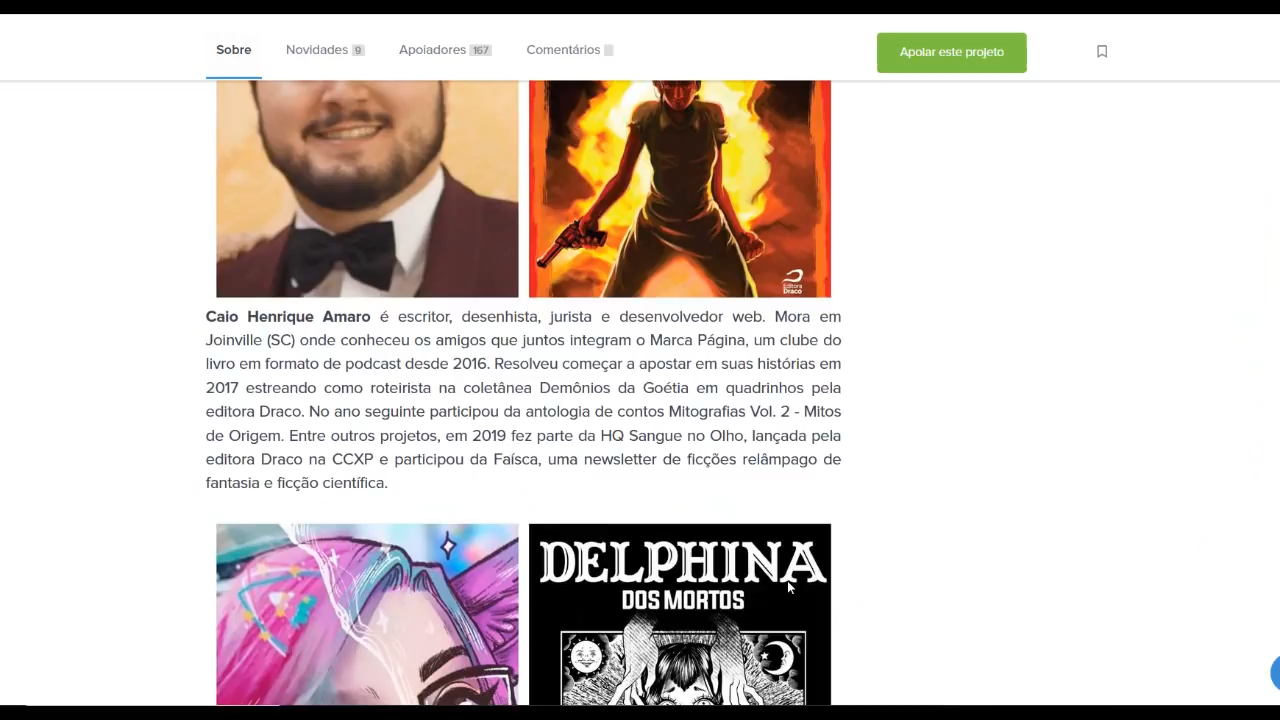 Sobre
Novidades 9
Apoiadores 167
Comentários
Apoiar este projeto
Editora
Draco
Caio Henrique Amaro é escritor, desenhista, jurista e desenvolvedor web. Mora em
Joinville (SC) onde conheceu os amigos que juntos integram o Marca Página, um clube do
livro em formato de podcast desde 2016. Resolveu começar a apostar em suas histórias em
2017 estreando como roteirista na coletânea Demônios da Goétia em quadrinhos pela
editora Draco. No ano seguinte participou da antologia de contos Mitografias Vol. 2 - Mitos
de Origem. Entre outros projetos, em 2019 fez parte da HQ Sangue no Olho, lançada pela
editora Draco na CCXP e participou da Faísca, uma newsletter de ficções relâmpago de
fantasia e ficção científica.
DELPHINA
DOS MORTOS